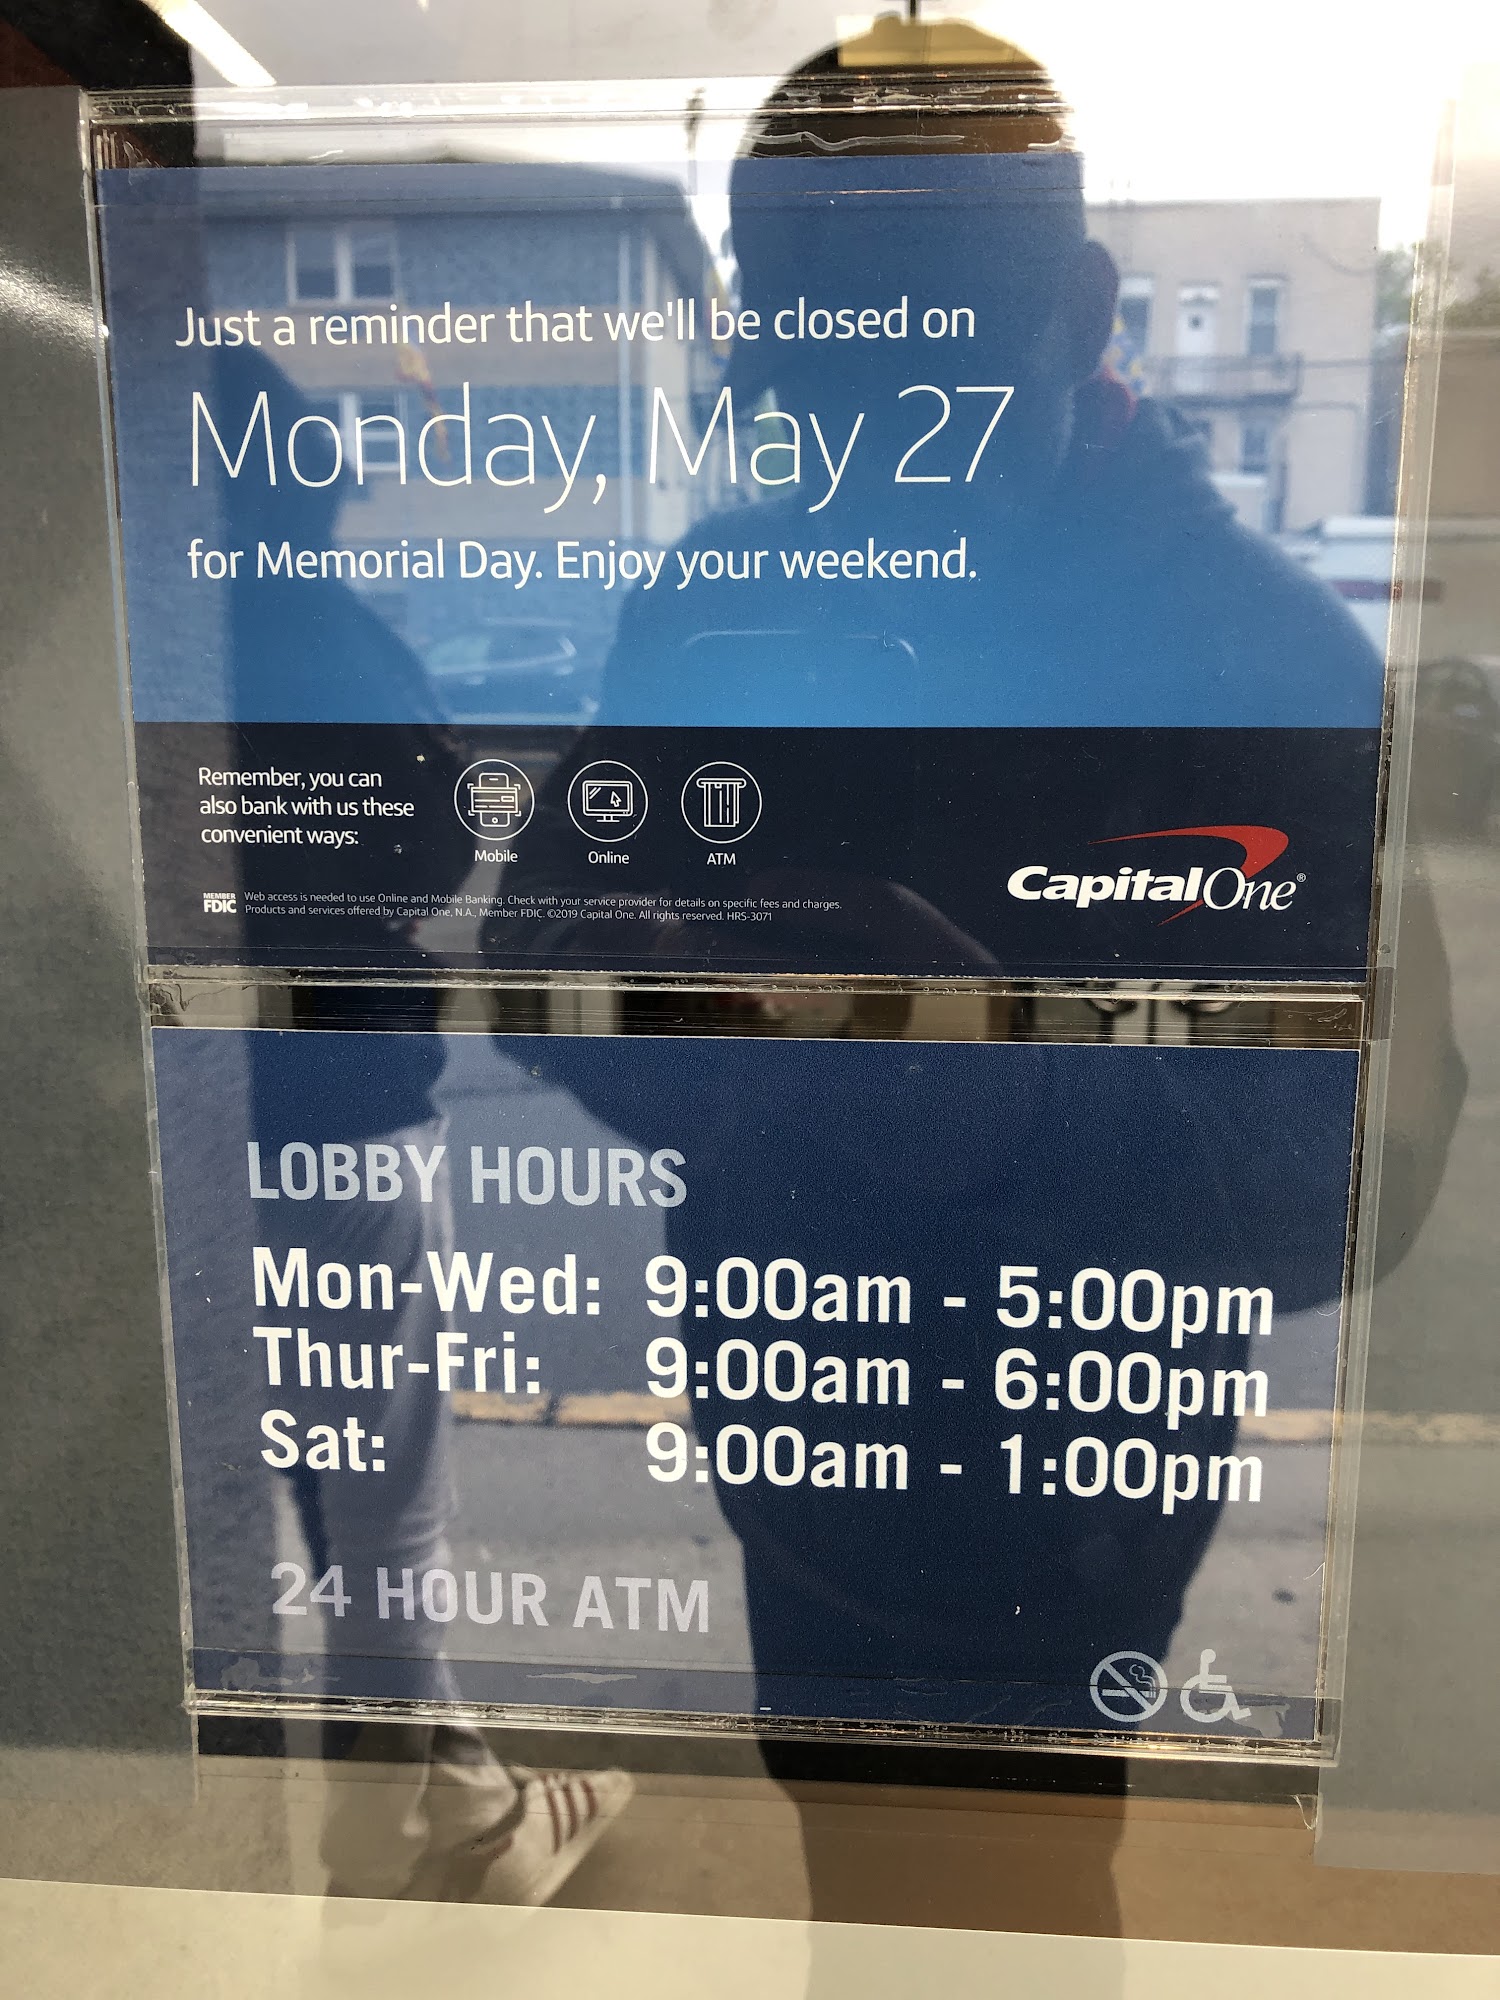 Just a reminder that we'll be closed on
Monday, May 27
for Memorial Day. Enjoy your weekend.
Remember, you can
also bank with us these
convenient ways:
Mobile
Online
ATM
MEMBER
FDIC
Web access is needed to use Online and Mobile Banking. Check with your service provider for details on specific fees and charges.
Products and services offered by Capital One, N.A., Member FDIC. ©2019 Capital One. All rights reserved. HRS-3071
Capital One®
LOBBY HOURS
Mon-Wed: 9:00am - 5:00pm
Thur-Fri: 9:00am - 6:00pm
Sat: 9:00am - 1:00pm
24 HOUR ATM